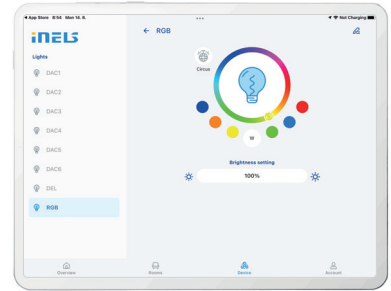 App Store 8:54 Mon 14. 8.
Not Charging
iNELS
RGB
Lights
DAC1
DAC2
DAC3
DAC4
DAC5
DAC6
DEL
RGB
Circus
W
Brightness setting
100%
Overview
Rooms
Device
Account